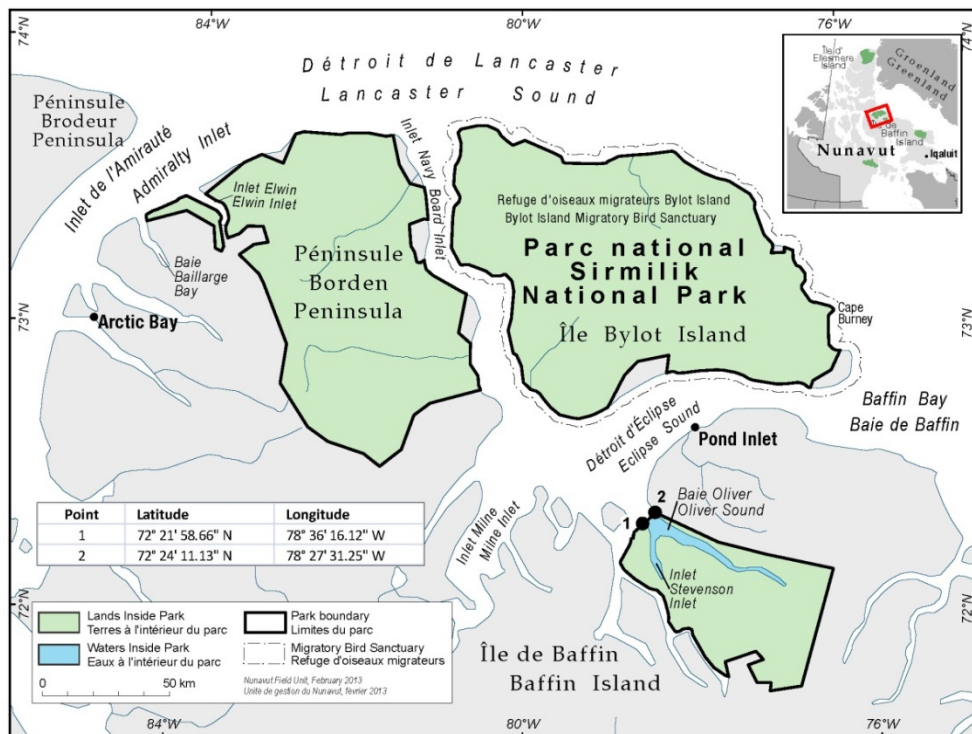 84°W
80°W
76°W
74°N
74°N
Détroit de Lancaster
Lancaster Sound
Péninsule
Brodeur
Peninsula
Inlet de l'Amirauté
Admiralty Inlet
Inlet Elwin
Elwin Inlet
Inlet Navy
Board Inlet
Baie
Baillarge
Bay
Péninsule
Borden
Peninsula
Refuge d'oiseaux migrateurs Bylot Island
Bylot Island Migratory Bird Sanctuary
Parc national
Sirmilik
National Park
Île Bylot Island
Cape
Burney
73°N
73°N
Arctic Bay
Baffin Bay
Baie de Baffin
Détroit d'Éclipse
Eclipse Sound
Pond Inlet
Île d'
Ellesmere
Island
Groenland
Greenland
Île de
Baffin
Island
Nunavut
Iqaluit
Point Latitude Longitude
1 72° 21' 58.66" N 78° 36' 16.12" W
2 72° 24' 11.13" N 78° 27' 31.25" W
Inlet Milne
Milne Inlet
1
2
Baie Oliver
Oliver Sound
Inlet
Stevenson
Inlet
72°N
72°N
Île de Baffin
Baffin Island
Lands Inside Park
Terres à l'intérieur du parc
Waters Inside Park
Eaux à l'intérieur du parc
Park boundary
Limites du parc
Migratory Bird Sanctuary
Refuge d'oiseaux migrateurs
0 50 km
Nunavut Field Unit, February 2013
Unité de gestion du Nunavut, février 2013
84°W
80°W
76°W